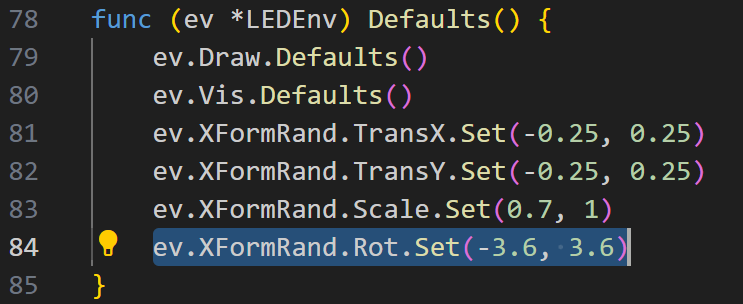 78 func (ev *LEDEnv) Defaults() {
79 ev.Draw.Defaults()
80 ev.Vis.Defaults()
81 ev.XFormRand.TransX.Set(-0.25, 0.25)
82 ev.XFormRand.TransY.Set(-0.25, 0.25)
83 ev.XFormRand.Scale.Set(0.7, 1)
84 ev.XFormRand.Rot.Set(-3.6, 3.6)
85 }